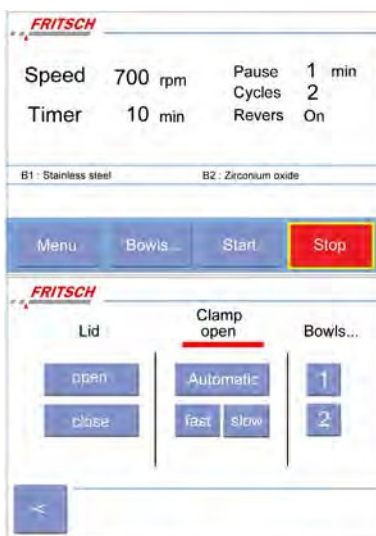 FRITSCH
Speed 700 rpm Pause 1 min
Cycles 2
Timer 10 min Revers On
B1 : Stainless steel B2 : Zirconium oxide
Menu Bowls... Start Stop
FRITSCH
Lid Clamp open Bowls...
open Automatic 1
close fast slow 2
<